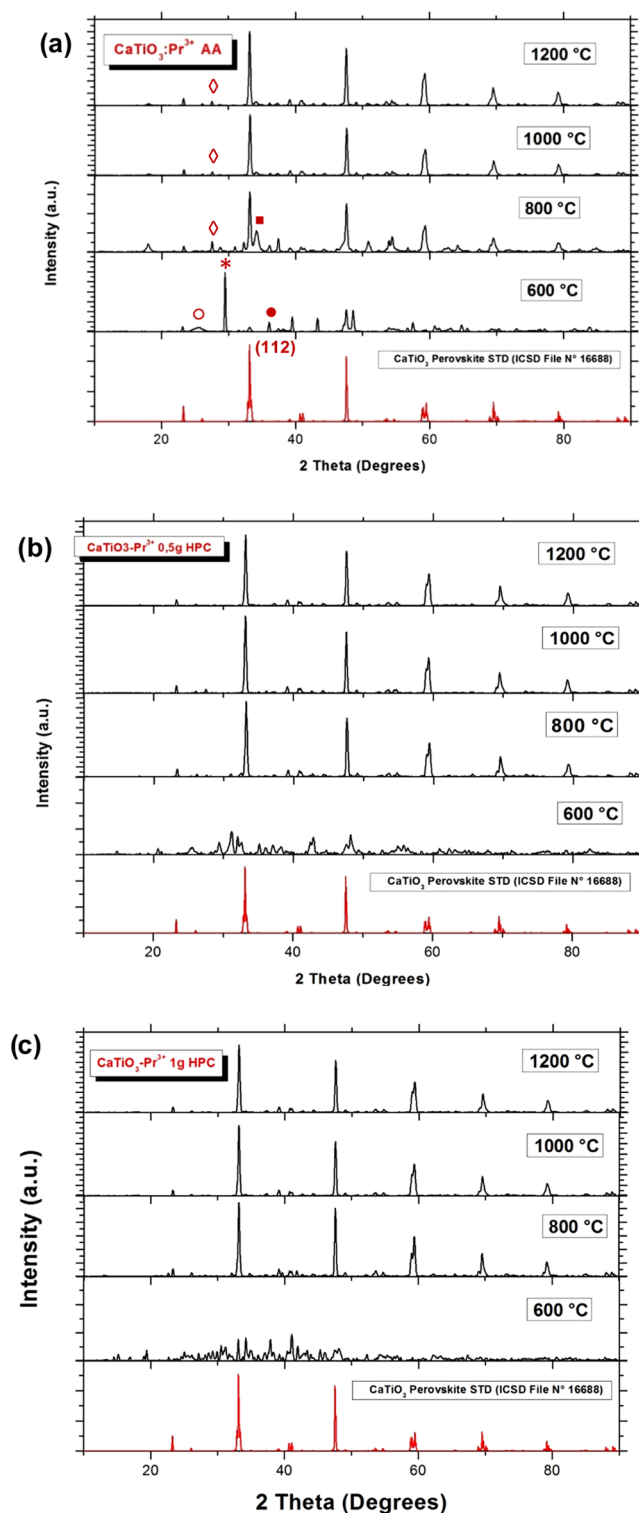 (a)
CaTiO₃:Pr³⁺ AA
1200 °C
1000 °C
800 °C
600 °C
*
(112)
CaTiO₃ Perovskite STD (ICSD File N° 16688)
Intensity (a.u.)
40
60
80
2 Theta (Degrees)
(b)
CaTiO3-Pr³⁺ 0,5g HPC
1200 °C
1000 °C
800 °C
600 °C
CaTiO₃ Perovskite STD (ICSD File N° 16688)
Intensity (a.u.)
20
40
60
80
2 Theta (Degrees)
(c)
CaTiO₃-Pr³⁺ 1g HPC
1200 °C
1000 °C
800 °C
600 °C
CaTiO₃ Perovskite STD (ICSD File N° 16688)
Intensity (a.u.)
20
40
60
80
2 Theta (Degrees)